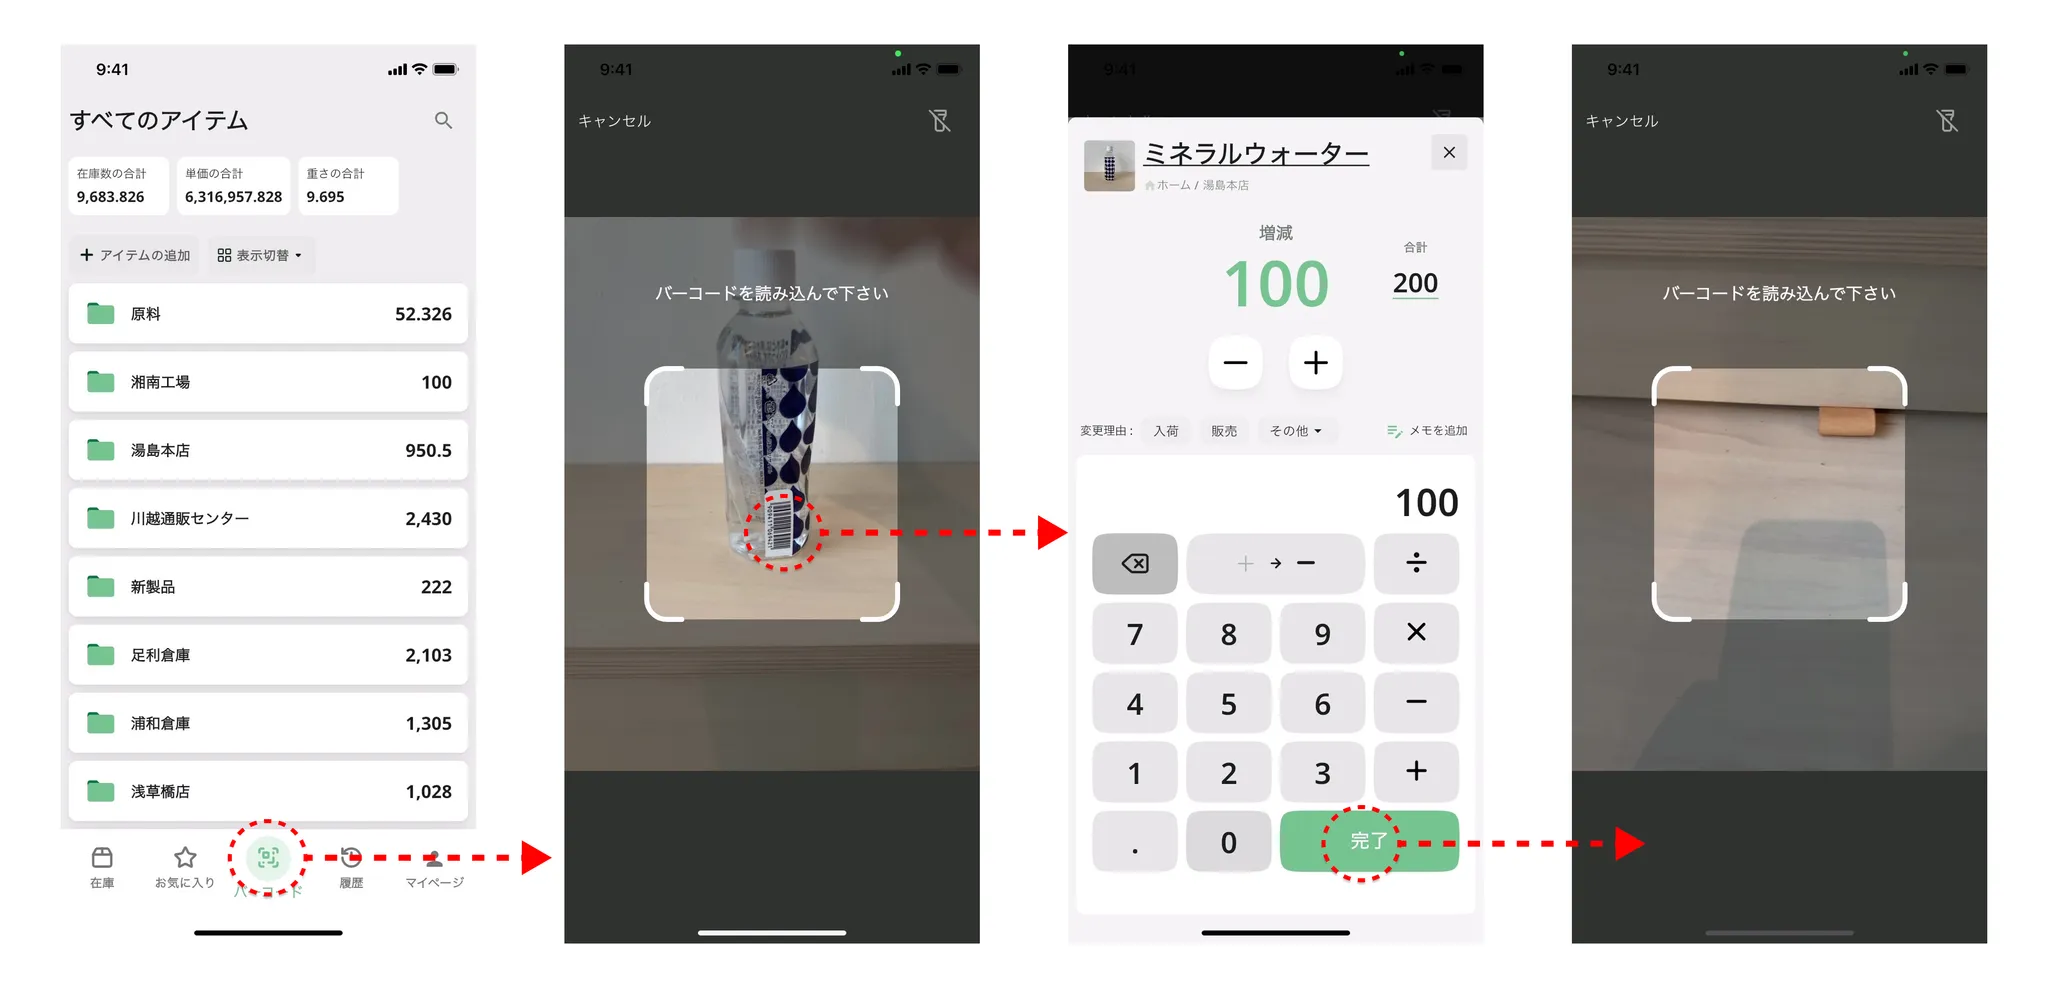 9:41
すべてのアイテム
在庫数の合計
9,683.826
単価の合計
6,316,957.828
重さの合計
9.695
アイテムの追加
表示切替
原料 52.326
湘南工場 100
湯島本店 950.5
川越通販センター 2,430
新製品 222
足利倉庫 2,103
浦和倉庫 1,305
浅草橋店 1,028
在庫
お気に入り
バーコード
履歴
マイページ
9:41
キャンセル
バーコードを読み込んで下さい
9:41
ミネラルウォーター
ホーム / 湯島本店
増減
100
合計
200
変更理由: 入荷 販売 その他 メモを追加
100
+ → − ÷
7 8 9 ×
4 5 6 −
1 2 3 +
. 0 完了
9:41
キャンセル
バーコードを読み込んで下さい